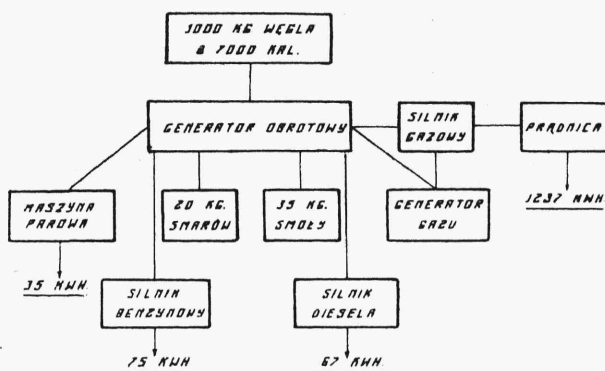 1000 KG WĘGLA
@ 7000 KAL.
GENERATOR OBROTOWY
SILNIK
GAZOWY
PRĄDNICA
MASZYNA
PAROWA
20 KG.
SMARÓW
35 KG.
SMOŁY
GENERATOR
GAZU
1237 KWH.
35 KWH.
SILNIK
BENZYNOWY
SILNIK
DIESELA
75 KWH
67 KWH.